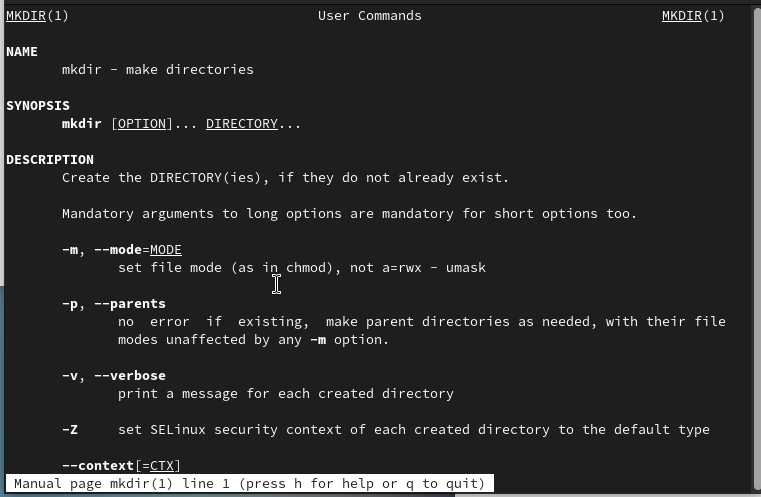 MKDIR(1) User Commands MKDIR(1)
NAME
mkdir - make directories
SYNOPSIS
mkdir [OPTION]... DIRECTORY...
DESCRIPTION
Create the DIRECTORY(ies), if they do not already exist.
Mandatory arguments to long options are mandatory for short options too.
-m, --mode=MODE
set file mode (as in chmod), not a=rwx - umask
-p, --parents
no error if existing, make parent directories as needed, with their file
modes unaffected by any -m option.
-v, --verbose
print a message for each created directory
-Z set SELinux security context of each created directory to the default type
--context[=CTX]
Manual page mkdir(1) line 1 (press h for help or q to quit)